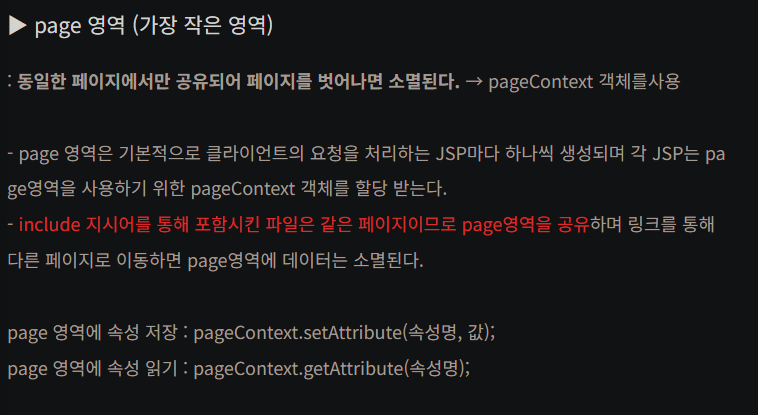 ▶ page 영역 (가장 작은 영역)
: 동일한 페이지에서만 공유되어 페이지를 벗어나면 소멸된다. → pageContext 객체를사용
- page 영역은 기본적으로 클라이언트의 요청을 처리하는 JSP마다 하나씩 생성되며 각 JSP는 pa
ge영역을 사용하기 위한 pageContext 객체를 할당 받는다.
- include 지시어를 통해 포함시킨 파일은 같은 페이지이므로 page영역을 공유하며 링크를 통해
다른 페이지로 이동하면 page영역에 데이터는 소멸된다.
page 영역에 속성 저장 : pageContext.setAttribute(속성명, 값);
page 영역에 속성 읽기 : pageContext.getAttribute(속성명);